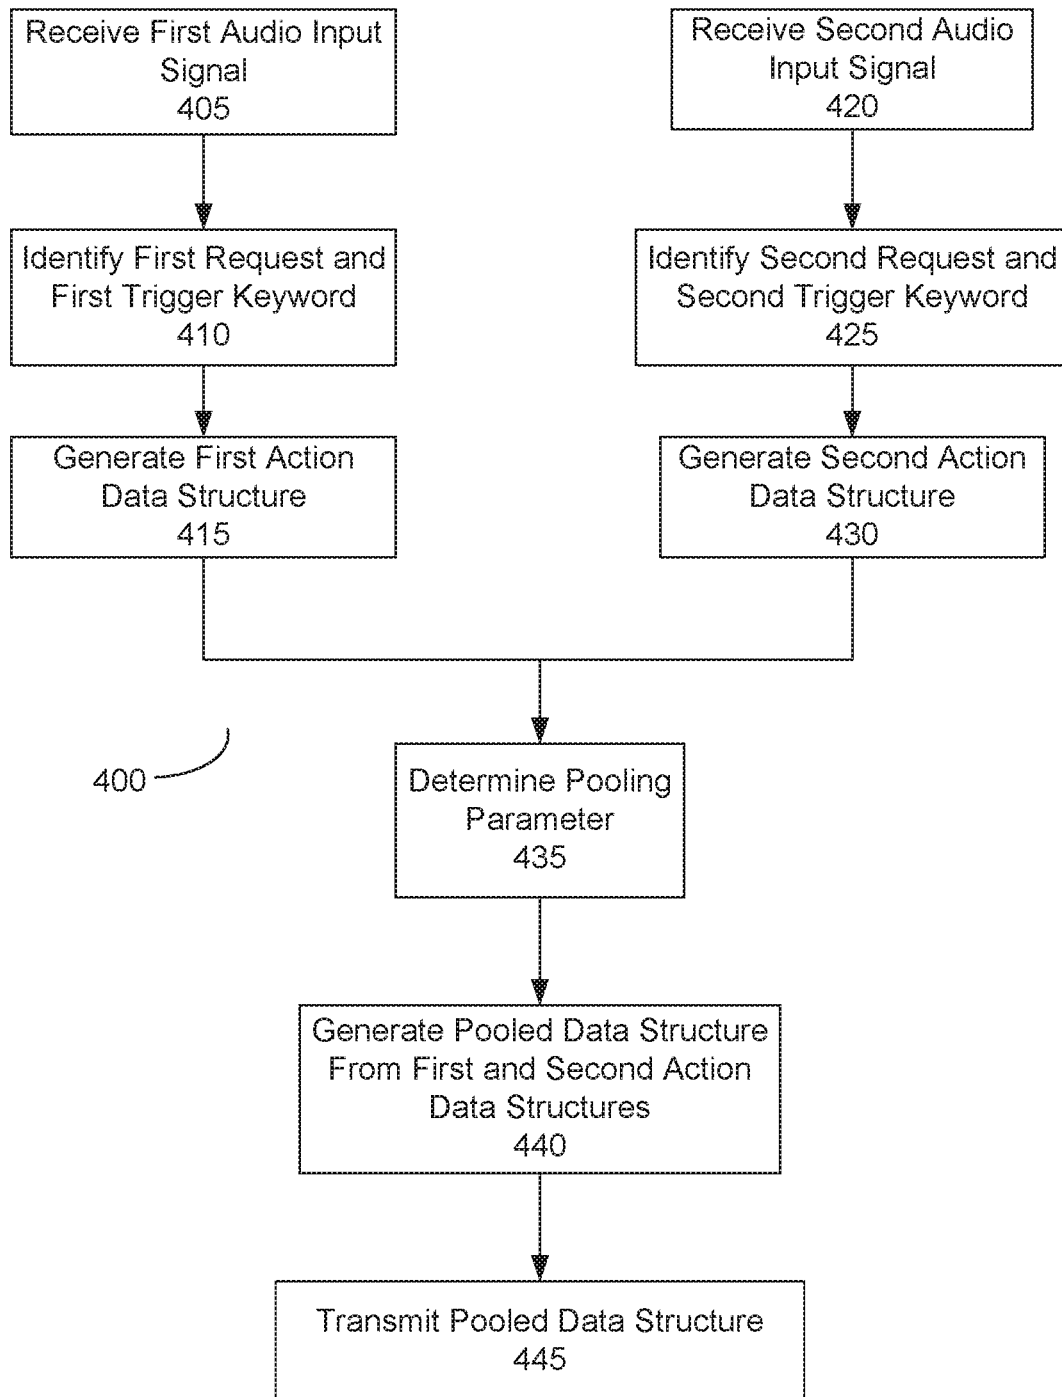 Receive First Audio Input
Signal
405
Receive Second Audio
Input Signal
420
Identify First Request and
First Trigger Keyword
410
Identify Second Request and
Second Trigger Keyword
425
Generate First Action
Data Structure
415
Generate Second Action
Data Structure
430
400
Determine Pooling
Parameter
435
Generate Pooled Data Structure
From First and Second Action
Data Structures
440
Transmit Pooled Data Structure
445